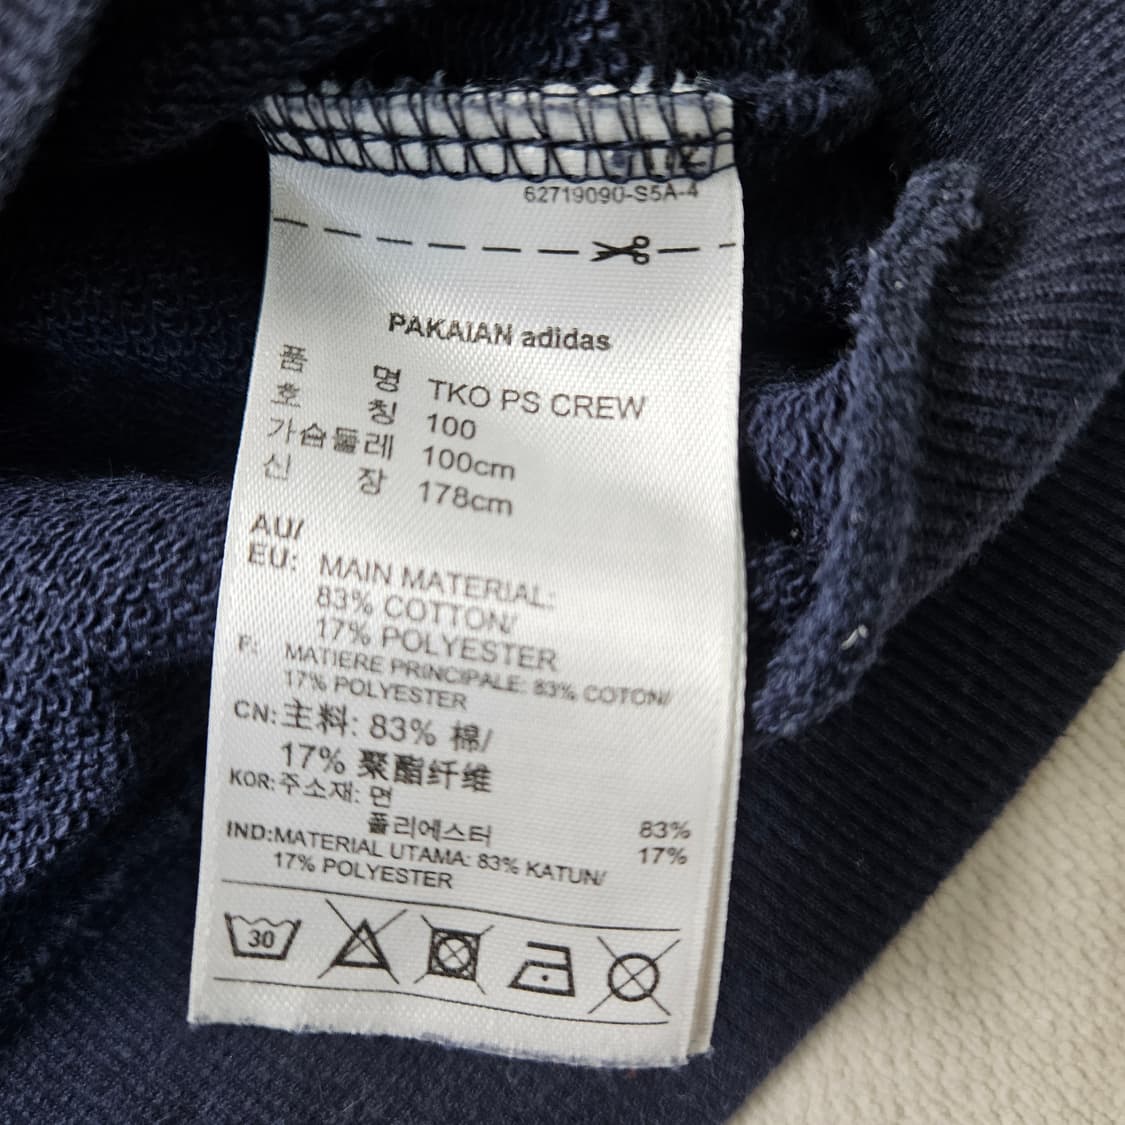 62719090-S5A-4
PAKAIAN adidas
품 명 TKO PS CREW
호 칭 100
가슴둘레 100cm
신 장 178cm
AU/
EU: MAIN MATERIAL:
83% COTTON/
17% POLYESTER
F: MATIERE PRINCIPALE: 83% COTON/
17% POLYESTER
CN: 主料: 83% 棉/
17% 聚酯纤维
KOR: 주소재: 면 83%
폴리에스터 17%
IND: MATERIAL UTAMA: 83% KATUN/
17% POLYESTER
30